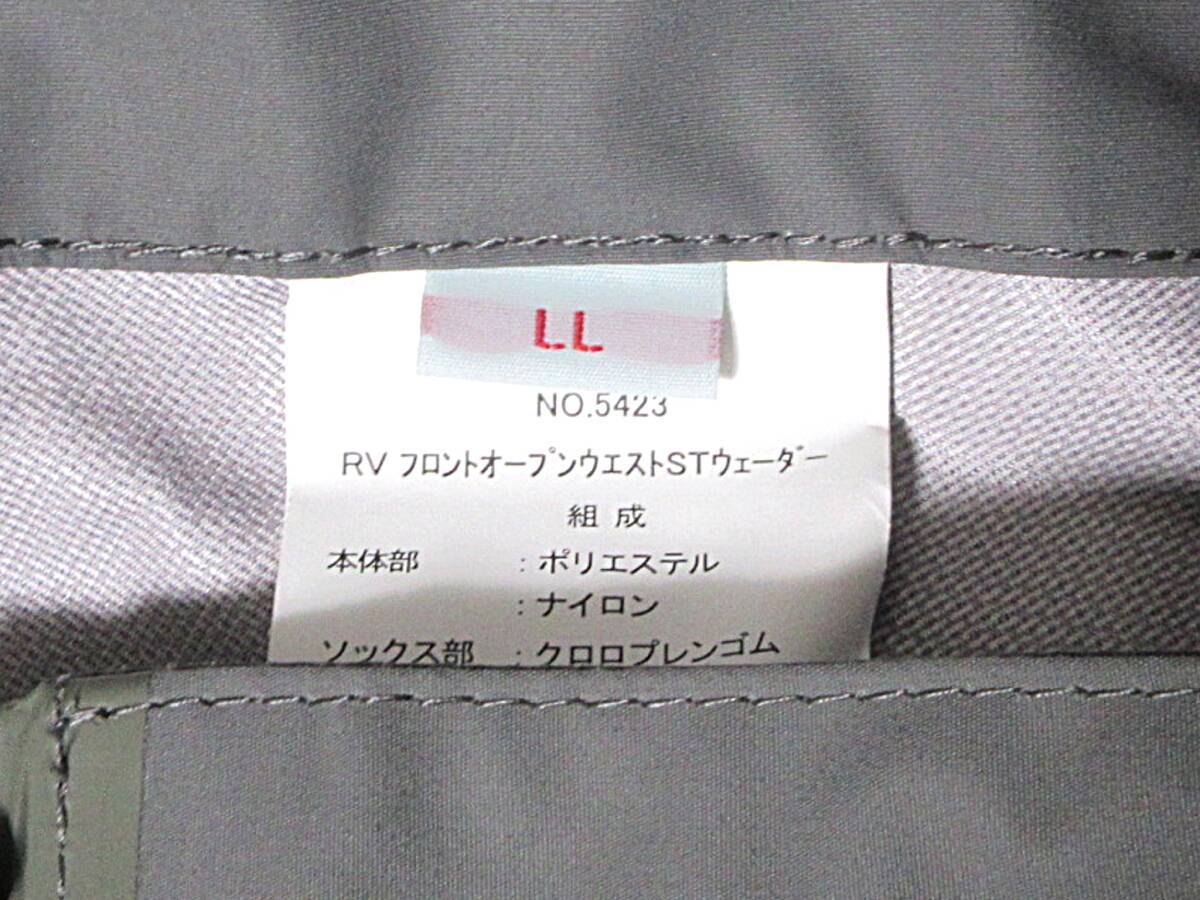 LL
NO.5423
RV フロントオープンウエストSTウェーダー
組成
本体部 : ポリエステル
: ナイロン
ソックス部 : クロロプレンゴム